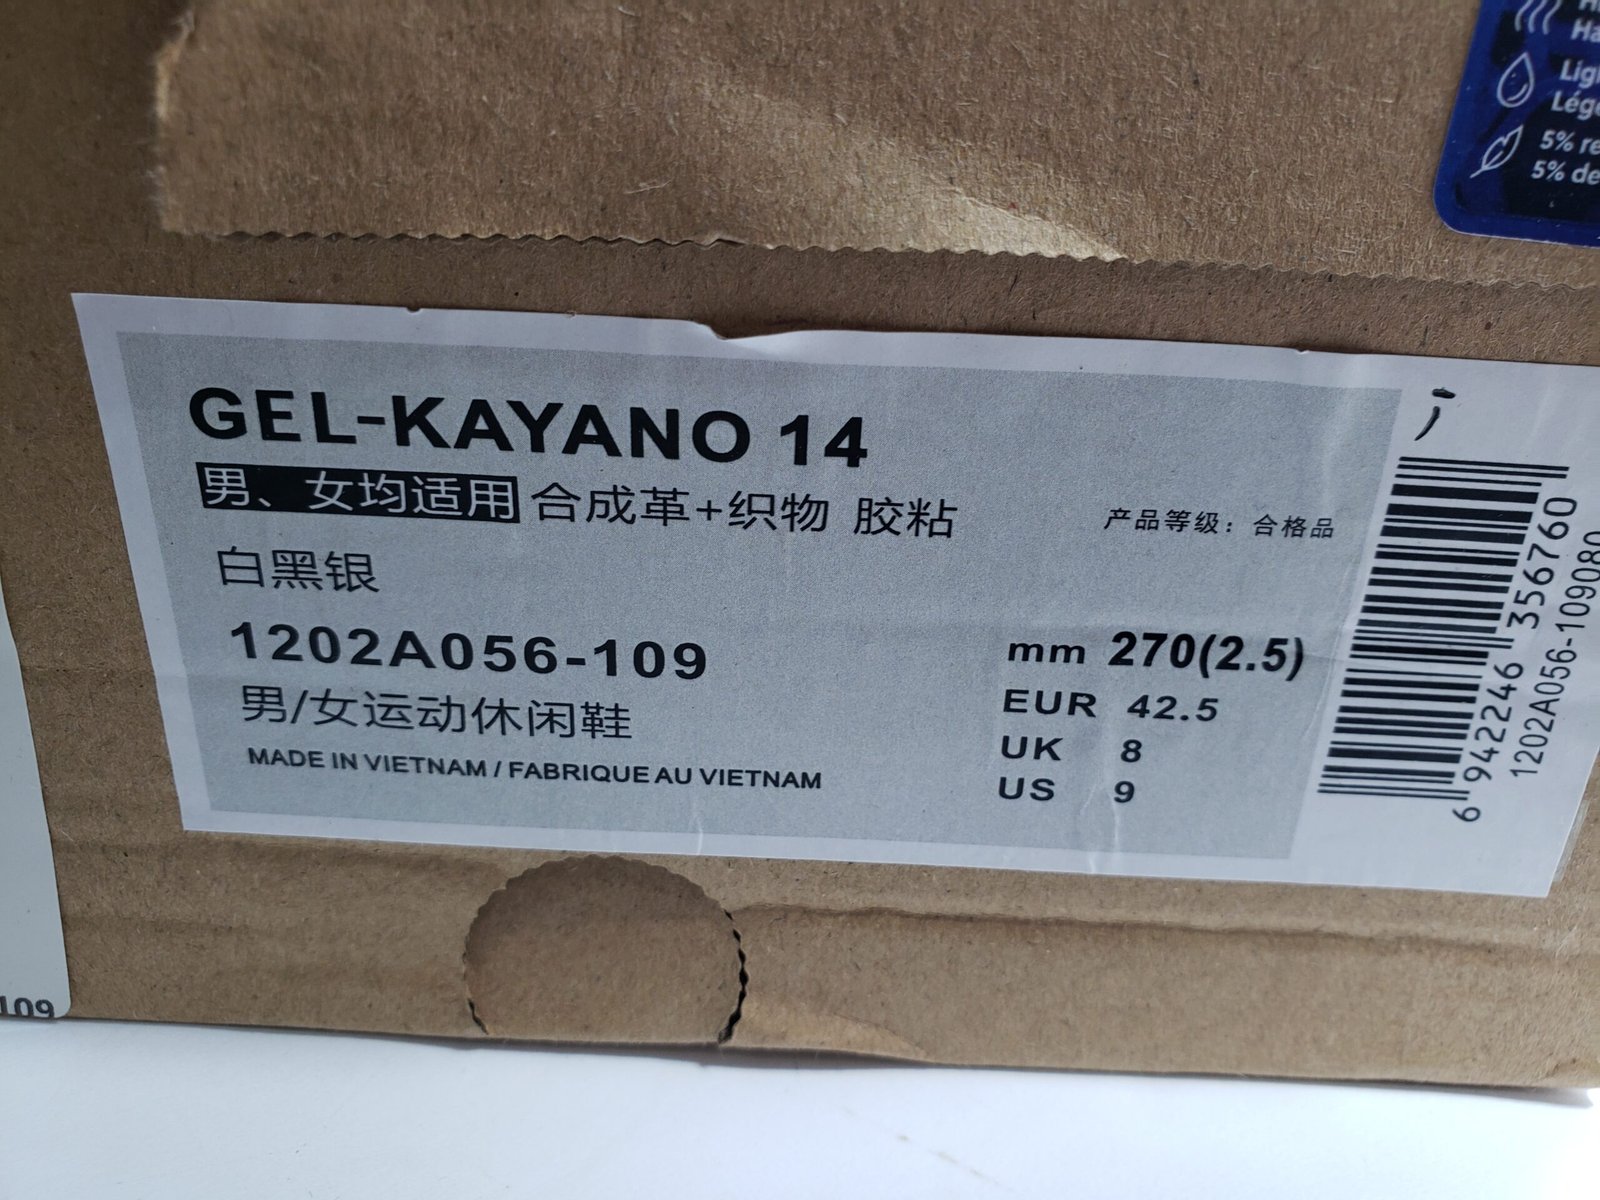 5% 
5% de
GEL-KAYANO 14
男、女均适用 合成革+织物 胶粘
产品等级：合格品
白黑银
1202A056-109
男/女运动休闲鞋
MADE IN VIETNAM / FABRIQUE AU VIETNAM
mm 270(2.5)
EUR 42.5
UK 8
US 9
6 942246 356760
1202A056-109080
109